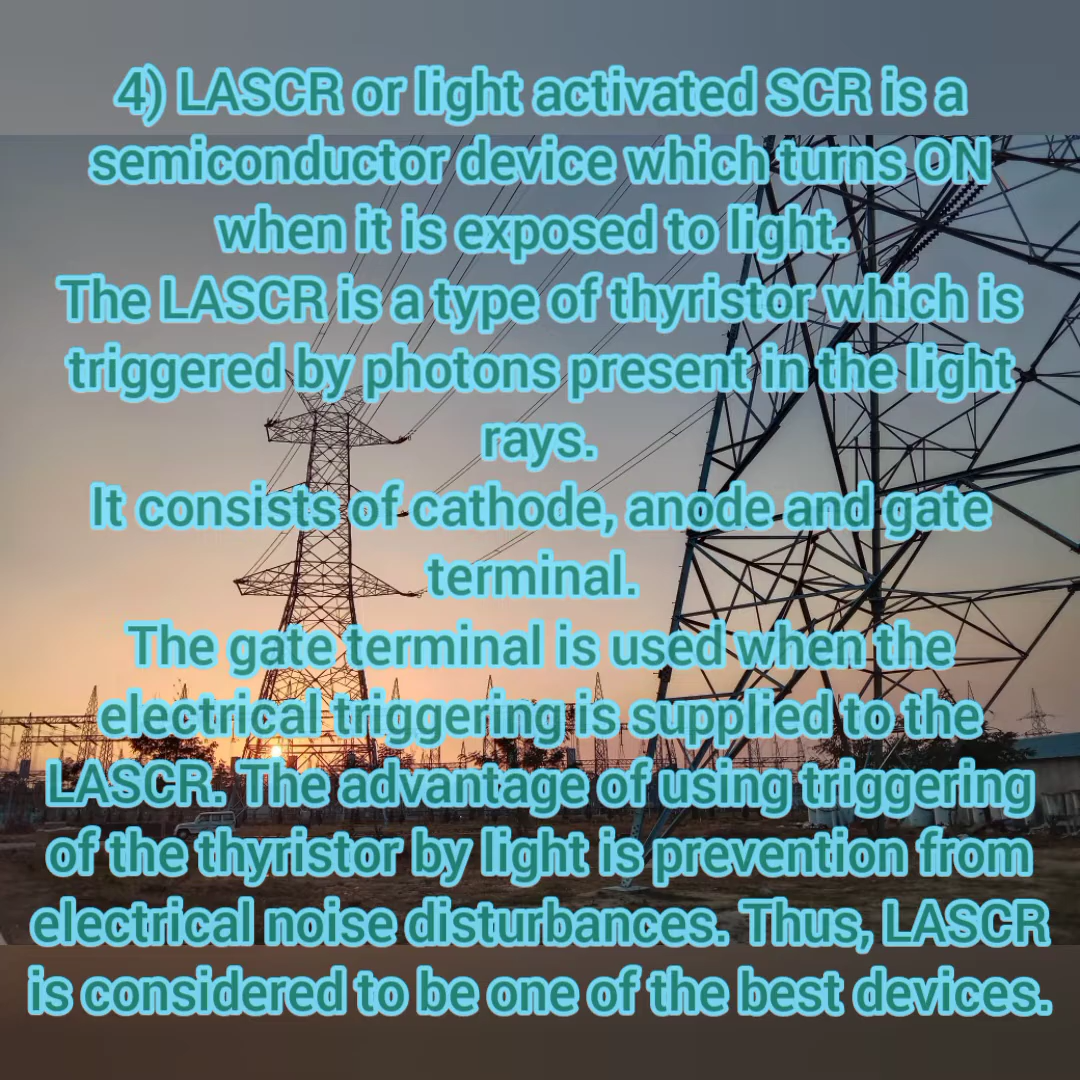 4) LASCR or light activated SCR is a
semiconductor device which turns ON
when it is exposed to light.
The LASCR is a type of thyristor which is
triggered by photons present in the light
rays.
It consists of cathode, anode and gate
terminal.
The gate terminal is used when the
electrical triggering is supplied to the
LASCR. The advantage of using triggering
of the thyristor by light is prevention from
electrical noise disturbances. Thus, LASCR
is considered to be one of the best devices.